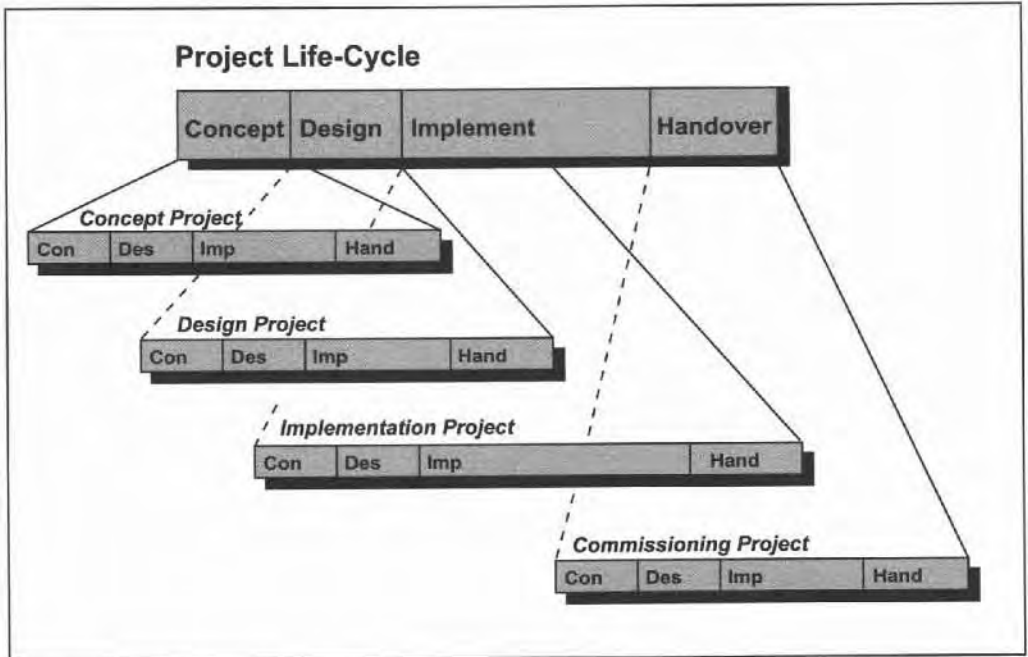 Project Life-Cycle
Concept Design Implement Handover
Concept Project
Con Des Imp Hand
Design Project
Con Des Imp Hand
Implementation Project
Con Des Imp Hand
Commissioning Project
Con Des Imp Hand